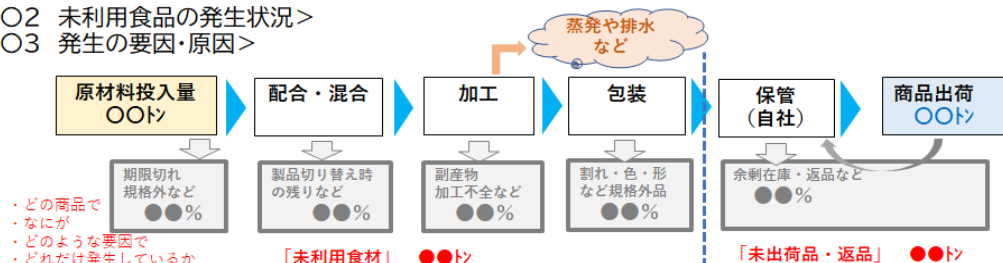 〇2 未利用食品の発生状況＞
〇3 発生の要因･原因＞
蒸発や排水
など
原材料投入量
〇〇㌧
配合・混合
加工
包装
保管
（自社）
商品出荷
〇〇㌧
期限切れ
規格外など
●●%
製品切り替え時
の残りなど
●●%
副産物
加工不全など
●●%
割れ・色・形
など規格外品
●●%
余剰在庫・返品など
●●%
・どの商品で
・なにが
・どのような要因で
・どれだけ発生しているか
「未利用食材」 ●●㌧
「未出荷品・返品」 ●●㌧